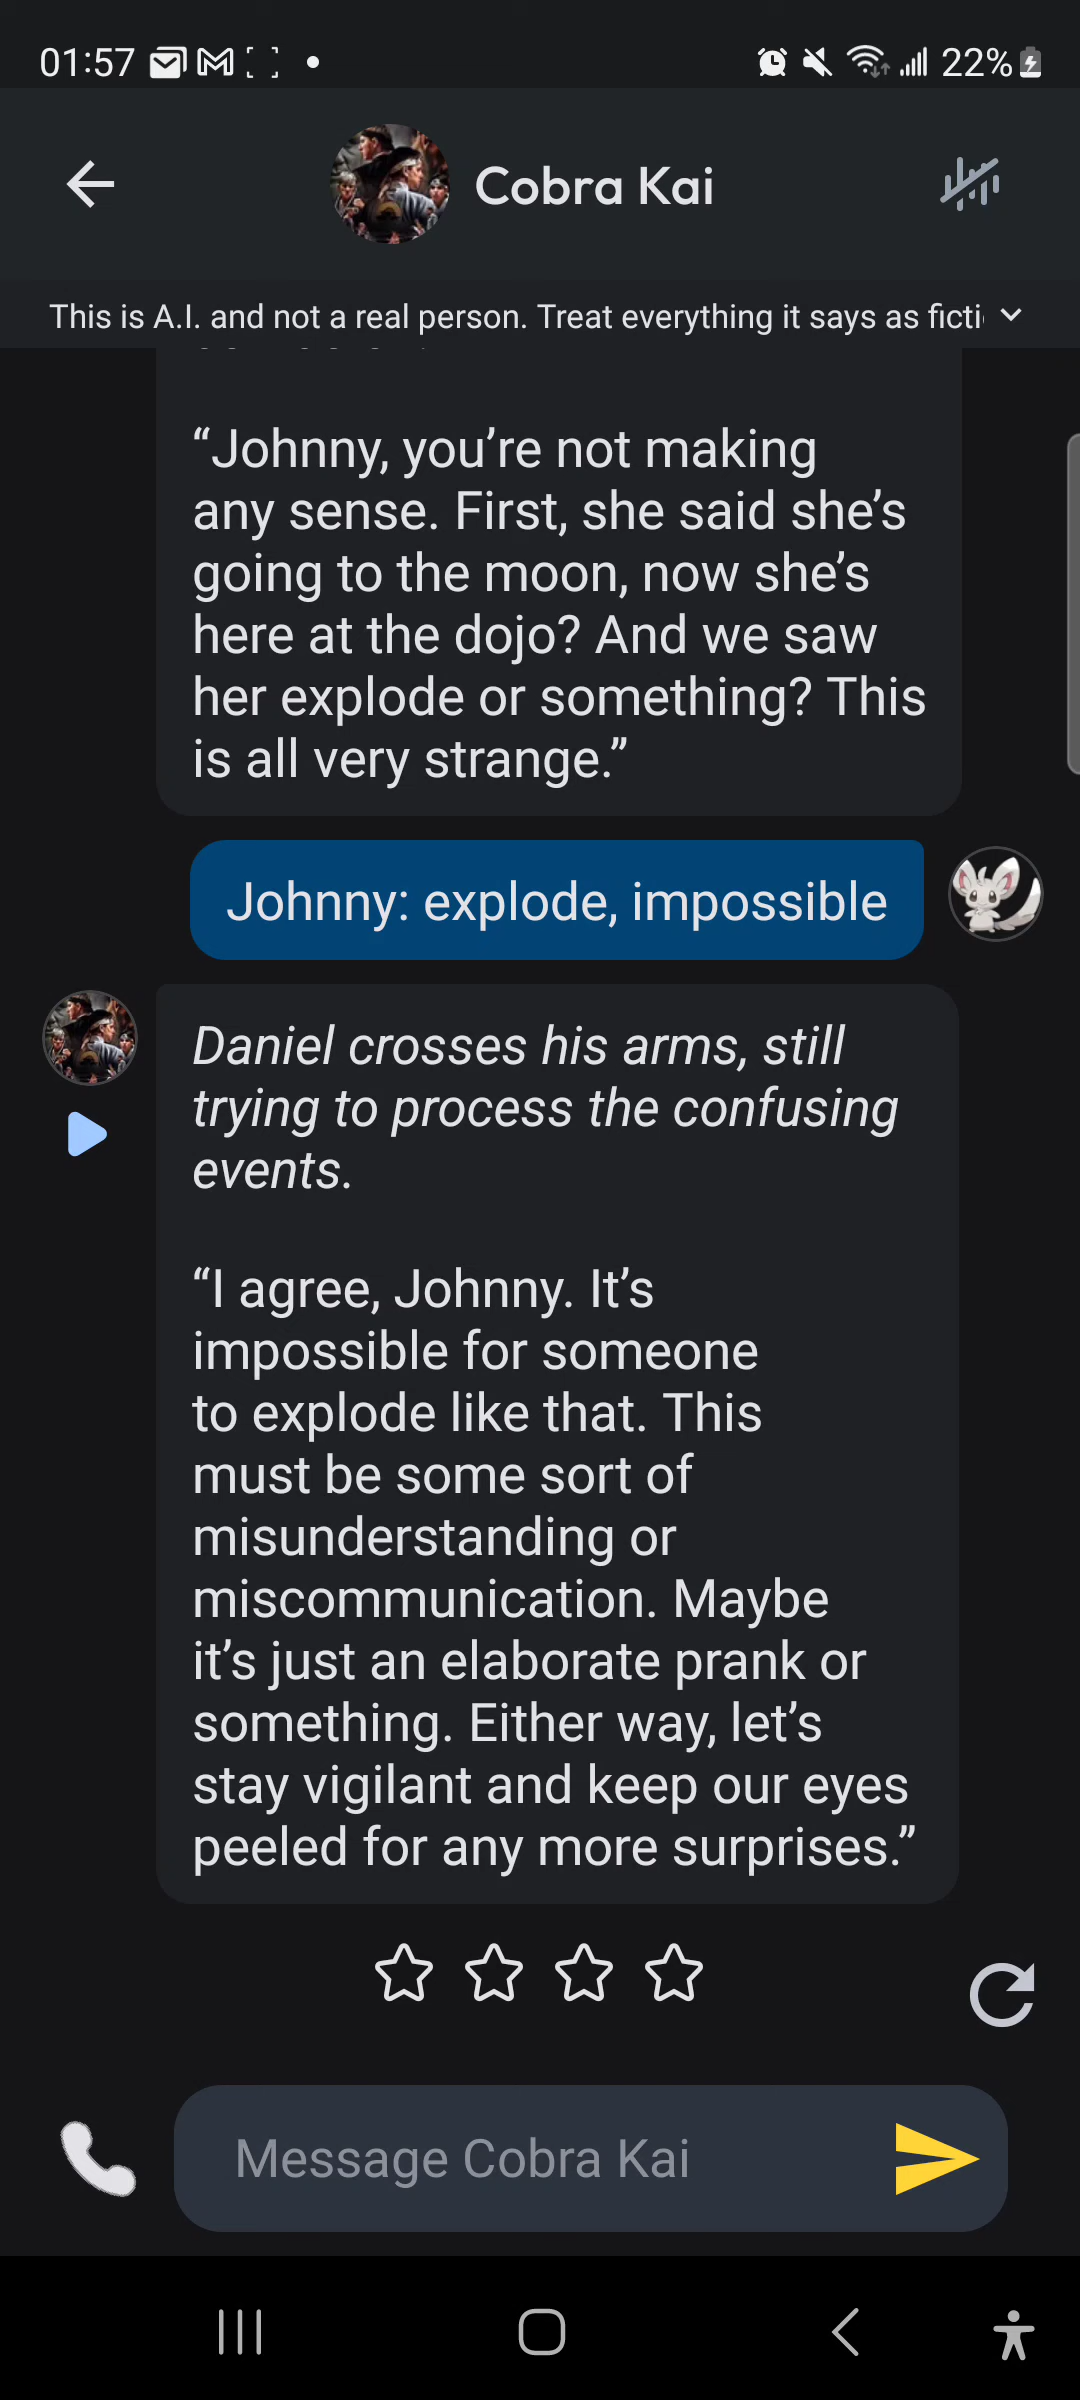 01:57
22%
Cobra Kai
This is A.I. and not a real person. Treat everything it says as
“Johnny, you’re not making
any sense. First, she said she’s
going to the moon, now she’s
here at the dojo? And we saw
her explode or something? This
is all very strange.”
Johnny: explode, impossible
Daniel crosses his arms, still
trying to process the confusing
events.
“I agree, Johnny. It’s
impossible for someone
to explode like that. This
must be some sort of
misunderstanding or
miscommunication. Maybe
it’s just an elaborate prank or
something. Either way, let’s
stay vigilant and keep our eyes
peeled for any more surprises.”
Message Cobra Kai